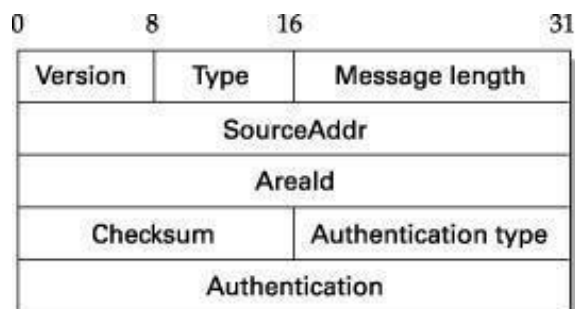 0 8 16 31
Version Type Message length
SourceAddr
AreaId
Checksum Authentication type
Authentication